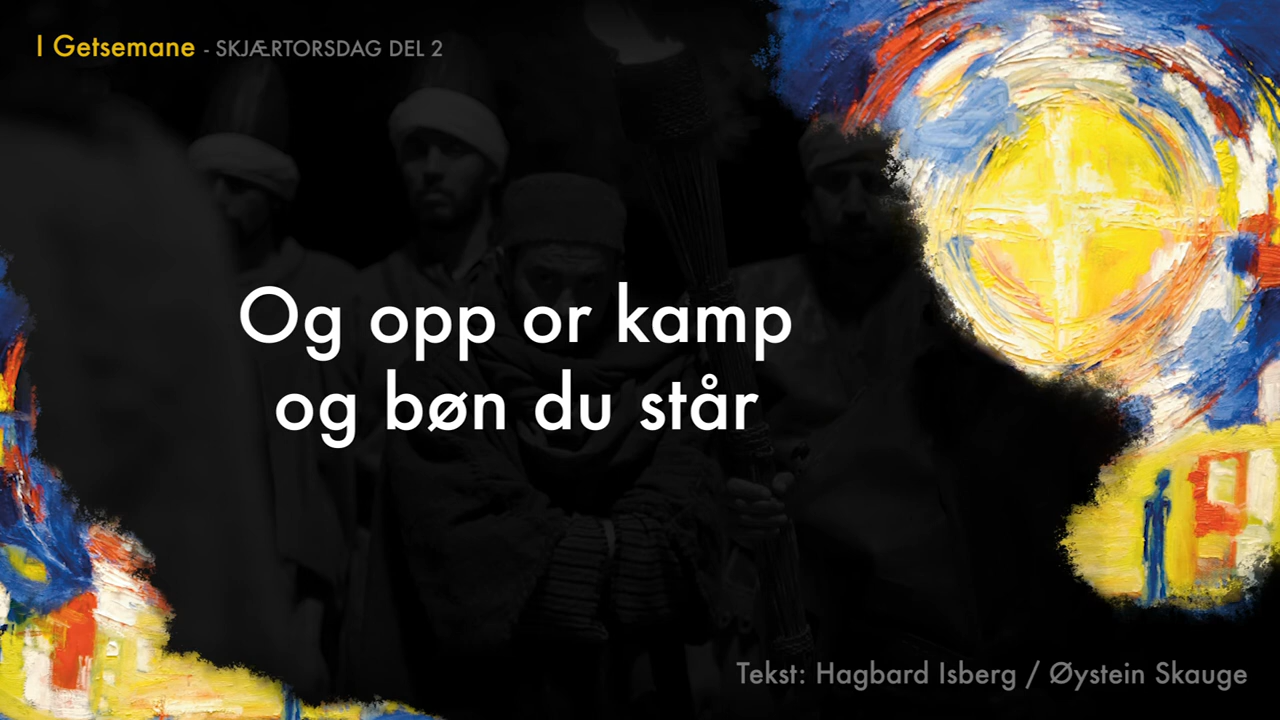 I Getsemane - SKJÆRTORSDAG DEL 2
Og opp or kamp
og bøn du står
Tekst: Hagbard Isberg / Øystein Skauge